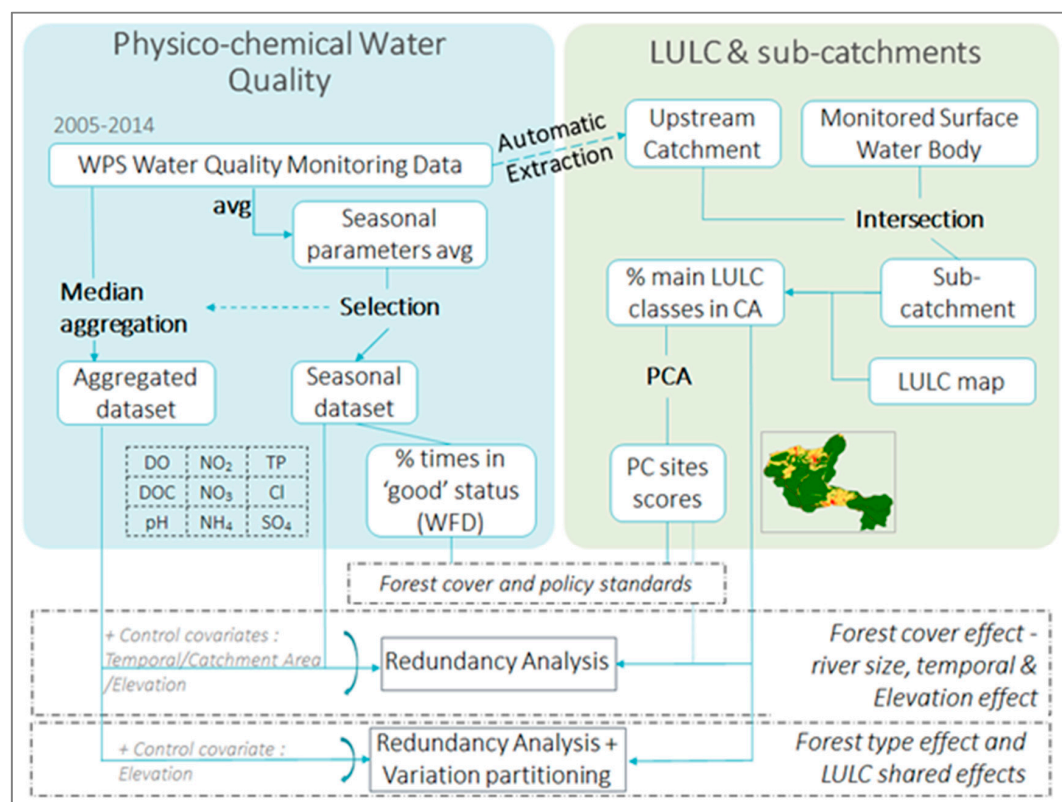 Physico-chemical Water
Quality
2005-2014
WPS Water Quality Monitoring Data
avg
Seasonal
parameters avg
Median
aggregation
Selection
Aggregated
dataset
Seasonal
dataset
DO NO₂ TP
DOC NO₃ Cl
pH NH₄ SO₄
% times in
'good' status
(WFD)
Automatic
Extraction
LULC & sub-catchments
Upstream
Catchment
Monitored Surface
Water Body
Intersection
% main LULC
classes in CA
Sub-
catchment
PCA
LULC map
PC sites
scores
Forest cover and policy standards
+ Control covariates :
Temporal/Catchment Area
/Elevation
Redundancy Analysis
Forest cover effect -
river size, temporal &
Elevation effect
+ Control covariate :
Elevation
Redundancy Analysis +
Variation partitioning
Forest type effect and
LULC shared effects